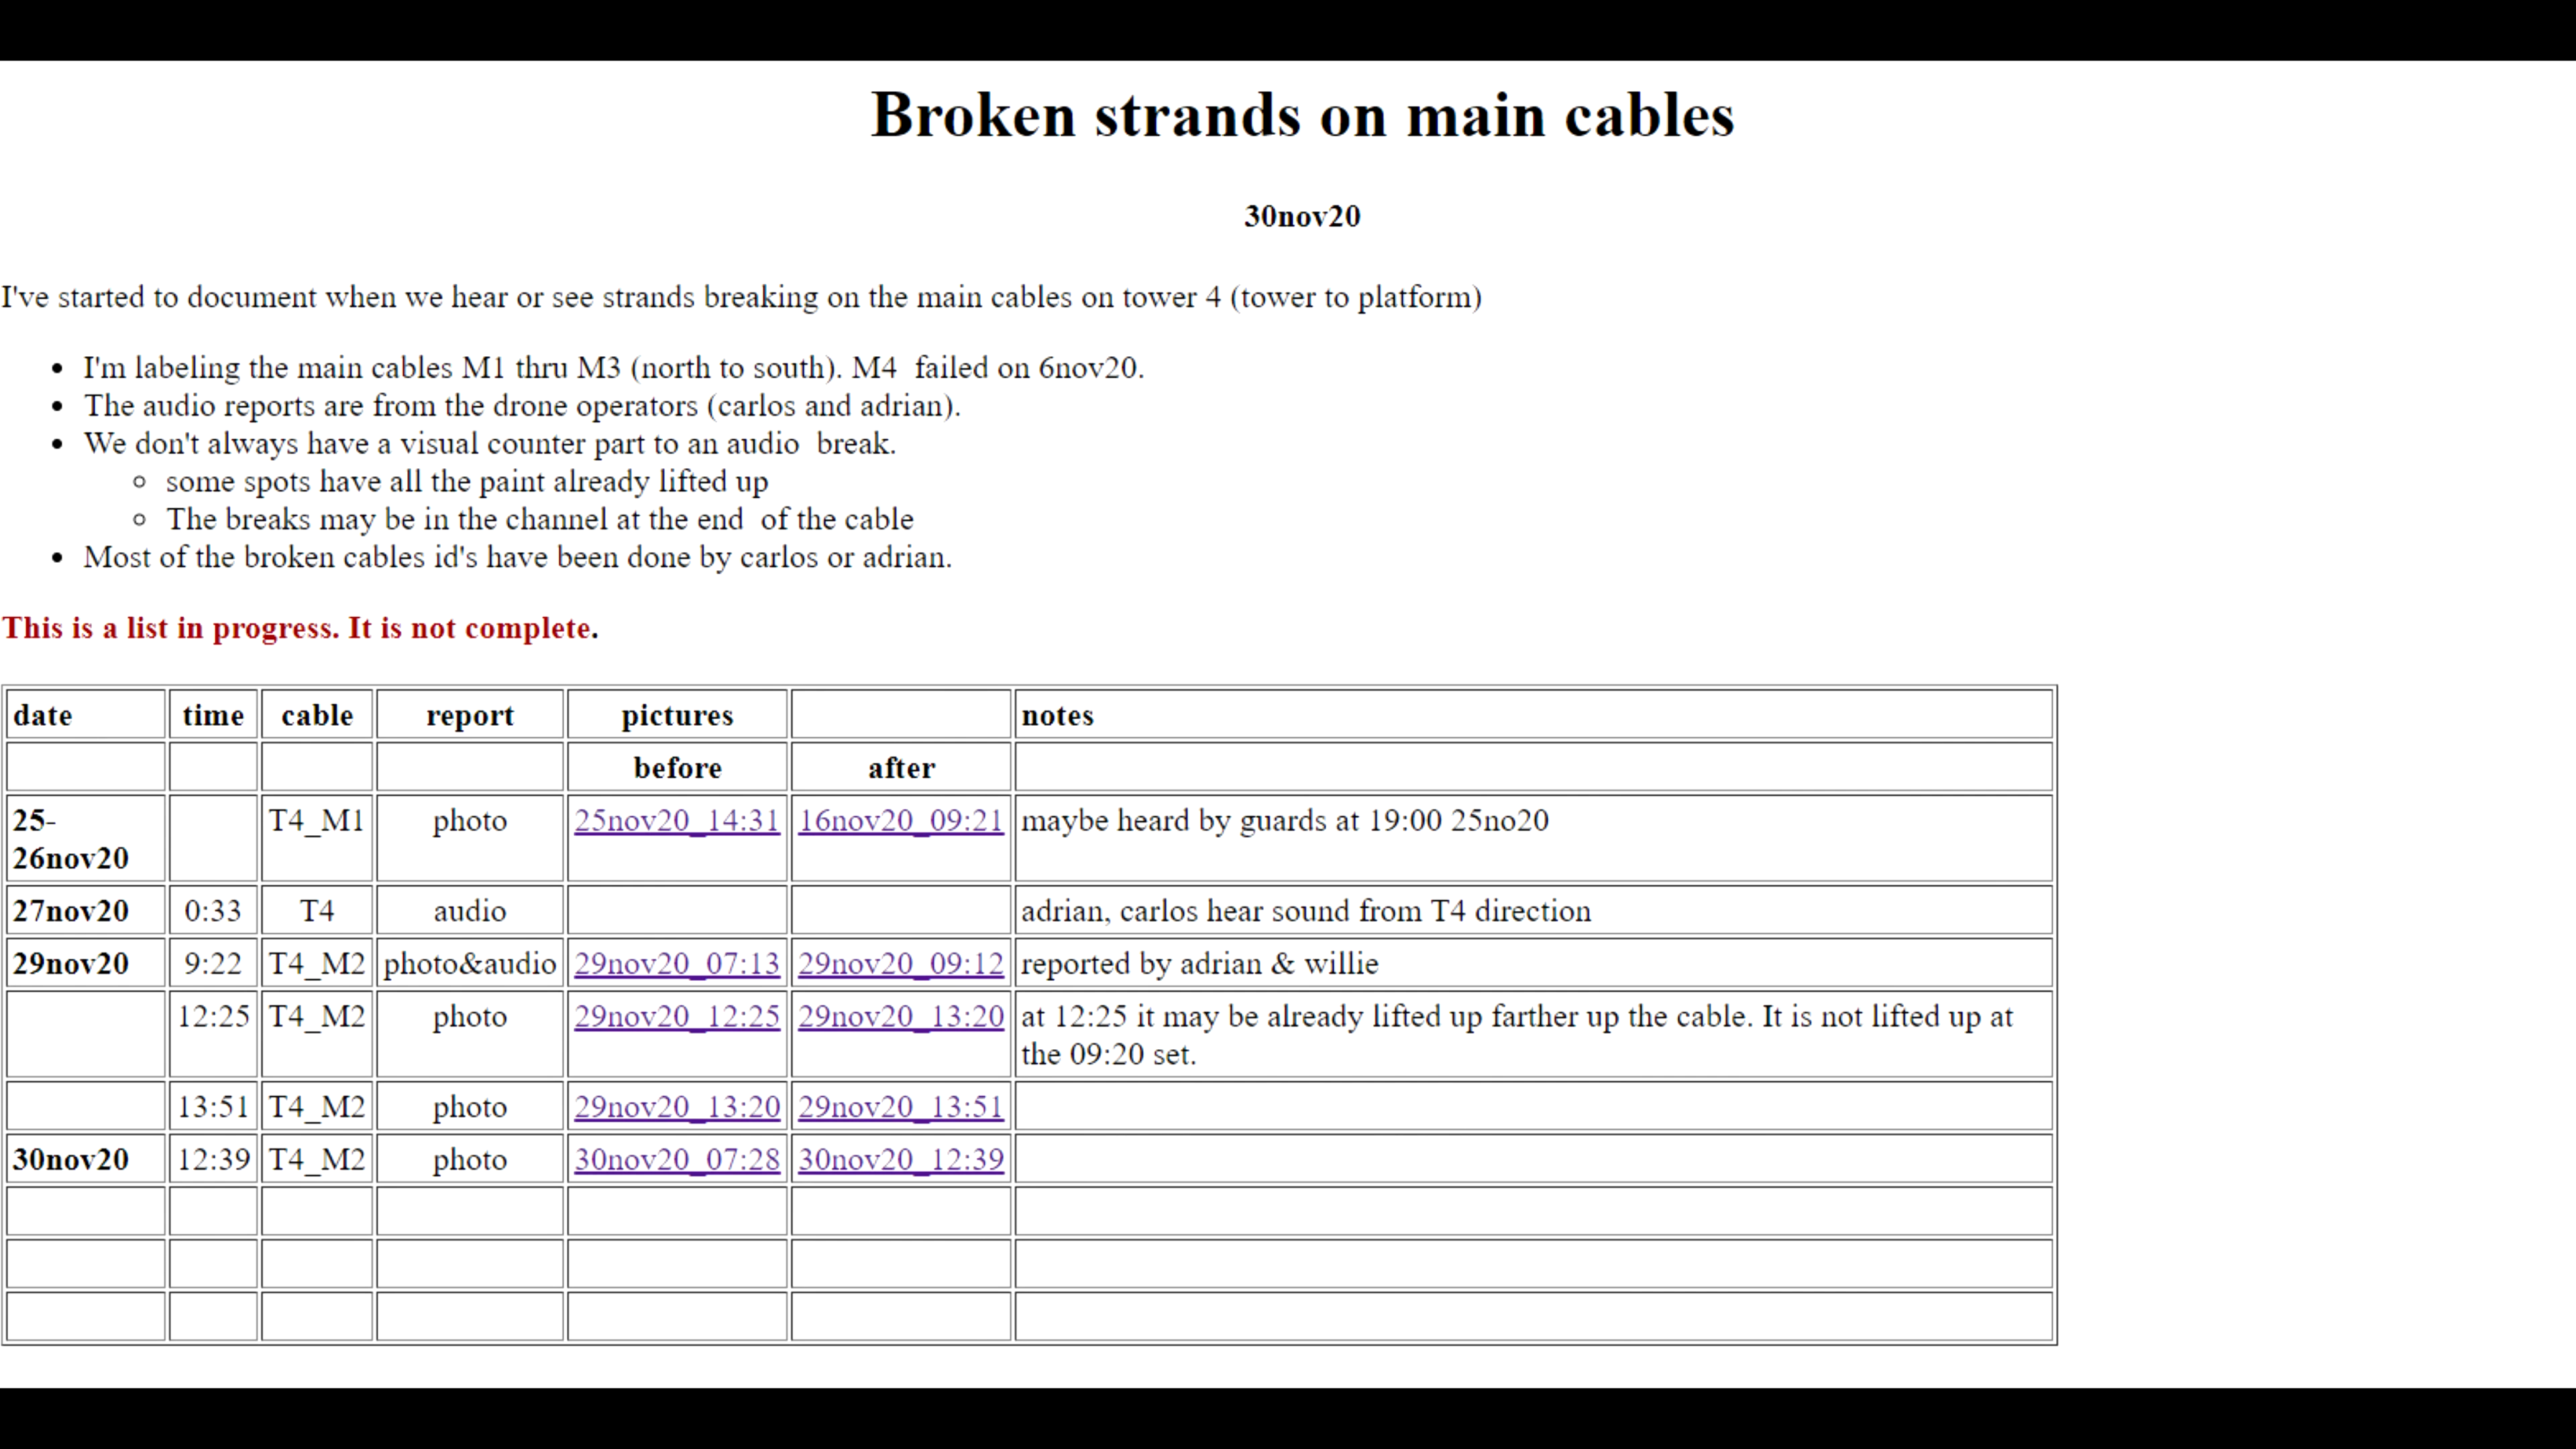 Broken strands on main cables
30nov20
I've started to document when we hear or see strands breaking on the main cables on tower 4 (tower to platform)
I'm labeling the main cables M1 thru M3 (north to south). M4 failed on 6nov20.
The audio reports are from the drone operators (carlos and adrian).
We don't always have a visual counter part to an audio break.
some spots have all the paint already lifted up
The breaks may be in the channel at the end of the cable
Most of the broken cables id's have been done by carlos or adrian.
This is a list in progress. It is not complete.
date time cable report pictures notes
before after
25- T4_M1 photo 25nov20_14:31 16nov20_09:21 maybe heard by guards at 19:00 25no20
26nov20
27nov20 0:33 T4 audio adrian, carlos hear sound from T4 direction
29nov20 9:22 T4_M2 photo&audio 29nov20_07:13 29nov20_09:12 reported by adrian & willie
12:25 T4_M2 photo 29nov20_12:25 29nov20_13:20 at 12:25 it may be already lifted up farther up the cable. It is not lifted up at
the 09:20 set.
13:51 T4_M2 photo 29nov20_13:20 29nov20_13:51
30nov20 12:39 T4_M2 photo 30nov20_07:28 30nov20_12:39